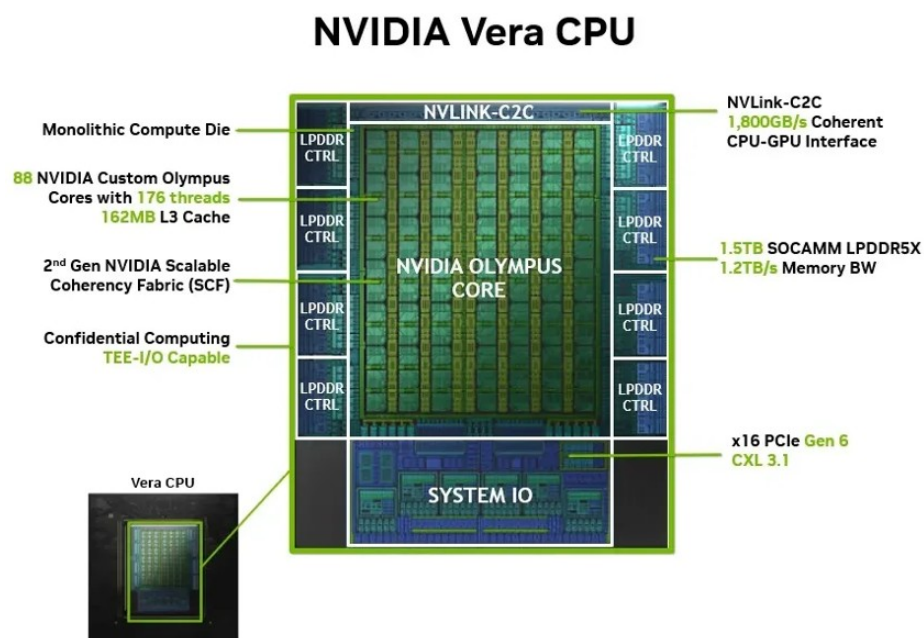 NVIDIA Vera CPU
NVLINK-C2C
NVLink-C2C
1,800GB/s Coherent
CPU-GPU Interface
Monolithic Compute Die
LPDDR
CTRL
LPDDR
CTRL
88 NVIDIA Custom Olympus
Cores with 176 threads
162MB L3 Cache
LPDDR
CTRL
LPDDR
CTRL
1.5TB SOCAMM LPDDR5X
1.2TB/s Memory BW
2nd Gen NVIDIA Scalable
Coherency Fabric (SCF)
NVIDIA OLYMPUS
CORE
LPDDR
CTRL
LPDDR
CTRL
Confidential Computing
TEE-I/O Capable
LPDDR
CTRL
LPDDR
CTRL
x16 PCIe Gen 6
CXL 3.1
SYSTEM IO
Vera CPU